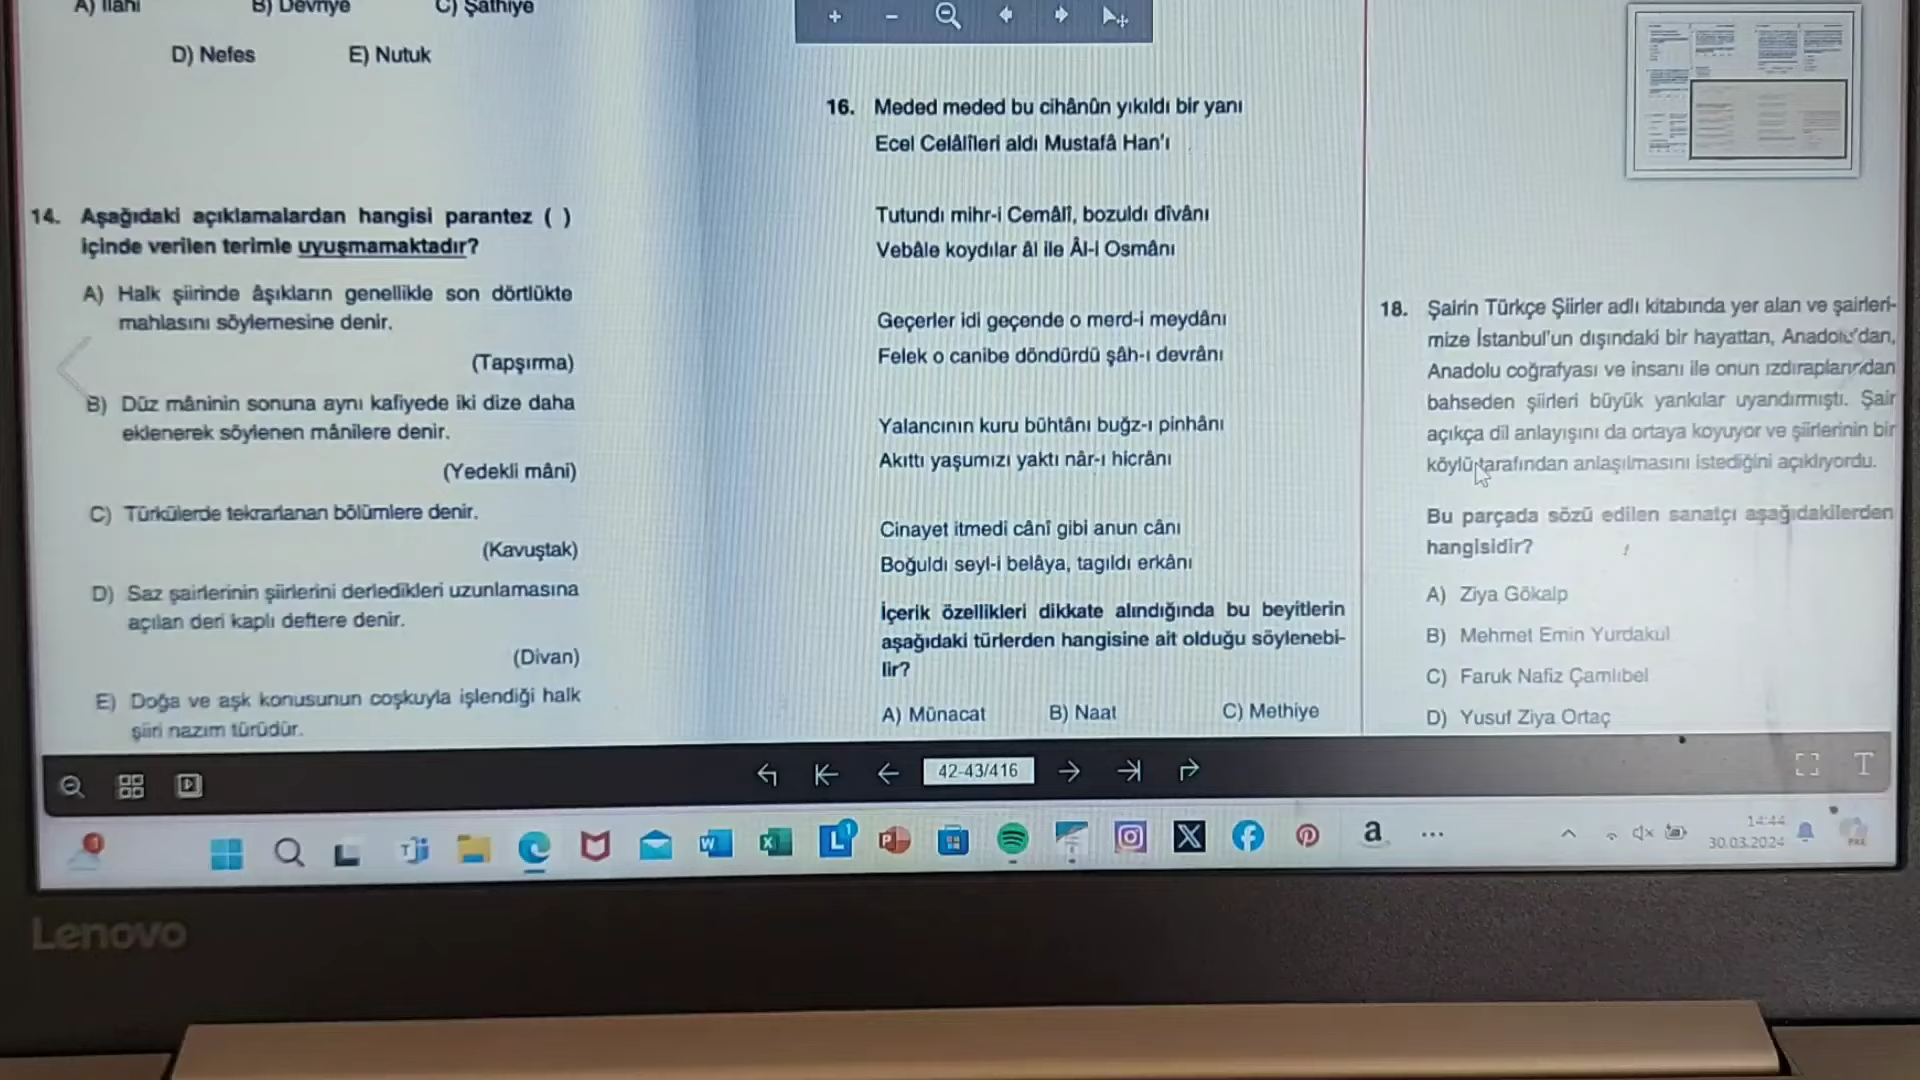 A) İlahi B) Devriye C) Şathiye
D) Nefes E) Nutuk
14. Aşağıdaki açıklamalardan hangisi parantez ( )
içinde verilen terimle uyuşmamaktadır?
A) Halk şiirinde âşıkların genellikle son dörtlükte
mahlasını söylemesine denir.
(Tapşırma)
B) Düz mâninin sonuna aynı kafiyede iki dize daha
eklenerek söylenen mânilere denir.
(Yedekli mâni)
C) Türkülerde tekrarlanan bölümlere denir.
(Kavuştak)
D) Saz şairlerinin şiirlerini derledikleri uzunlamasına
açılan deri kaplı deftere denir.
(Divan)
E) Doğa ve aşk konusunun coşkuyla işlendiği halk
şiiri nazım türüdür.
16. Meded meded bu cihânûn yıkıldı bir yanı
Ecel Celâlîleri aldı Mustafâ Han'ı
Tutundı mihr-i Cemâlî, bozuldı dîvânı
Vebâle koydılar âl ile Âl-i Osmânı
Geçerler idi geçende o merd-i meydânı
Felek o canibe döndürdü şâh-ı devrânı
Yalancının kuru bühtânı buğz-ı pinhânı
Akıttı yaşumızı yaktı nâr-ı hicrânı
Cinayet itmedi cânî gibi anun cânı
Boğuldı seyl-i belâya, tagıldı erkânı
İçerik özellikleri dikkate alındığında bu beyitlerin
aşağıdaki türlerden hangisine ait olduğu söylenebi-
lir?
A) Münacat B) Naat C) Methiye
18. Şairin Türkçe Şiirler adlı kitabında yer alan ve şairleri-
mize İstanbul'un dışındaki bir hayattan, Anadolu'dan,
Anadolu coğrafyası ve insanı ile onun ızdıraplarından
bahseden şiirleri büyük yankılar uyandırmıştı. Şair
açıkça dil anlayışını da ortaya koyuyor ve şiirlerinin bir
köylü tarafından anlaşılmasını istediğini açıklıyordu.
Bu parçada sözü edilen sanatçı aşağıdakilerden
hangisidir?
A) Ziya Gökalp
B) Mehmet Emin Yurdakul
C) Faruk Nafiz Çamlıbel
D) Yusuf Ziya Ortaç
42-43/416
14:44
30.03.2024
Lenovo